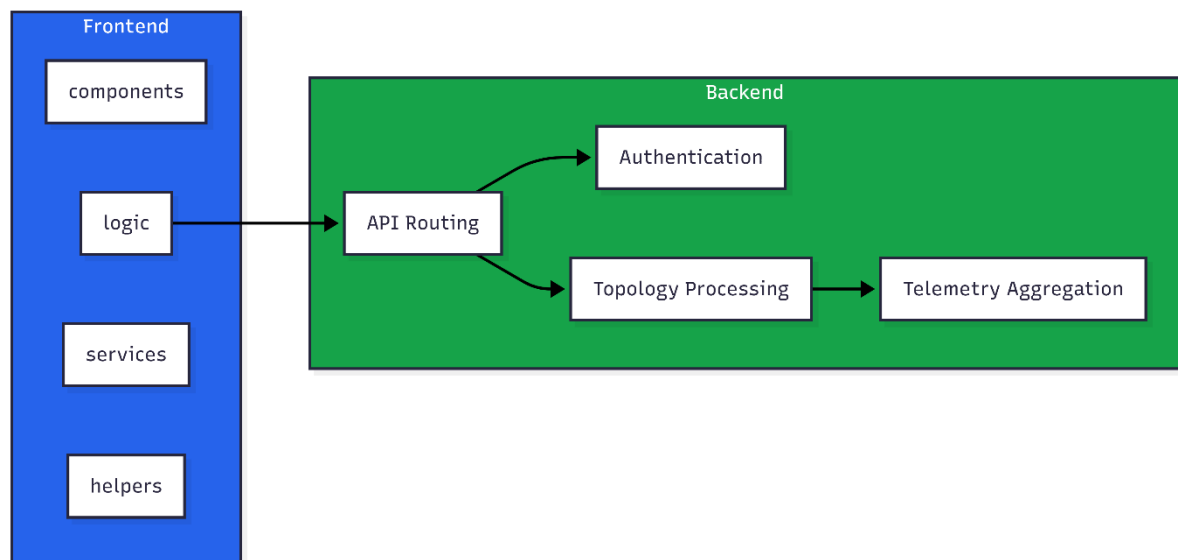 Frontend
components
logic
services
helpers
Backend
API Routing
Authentication
Topology Processing
Telemetry Aggregation